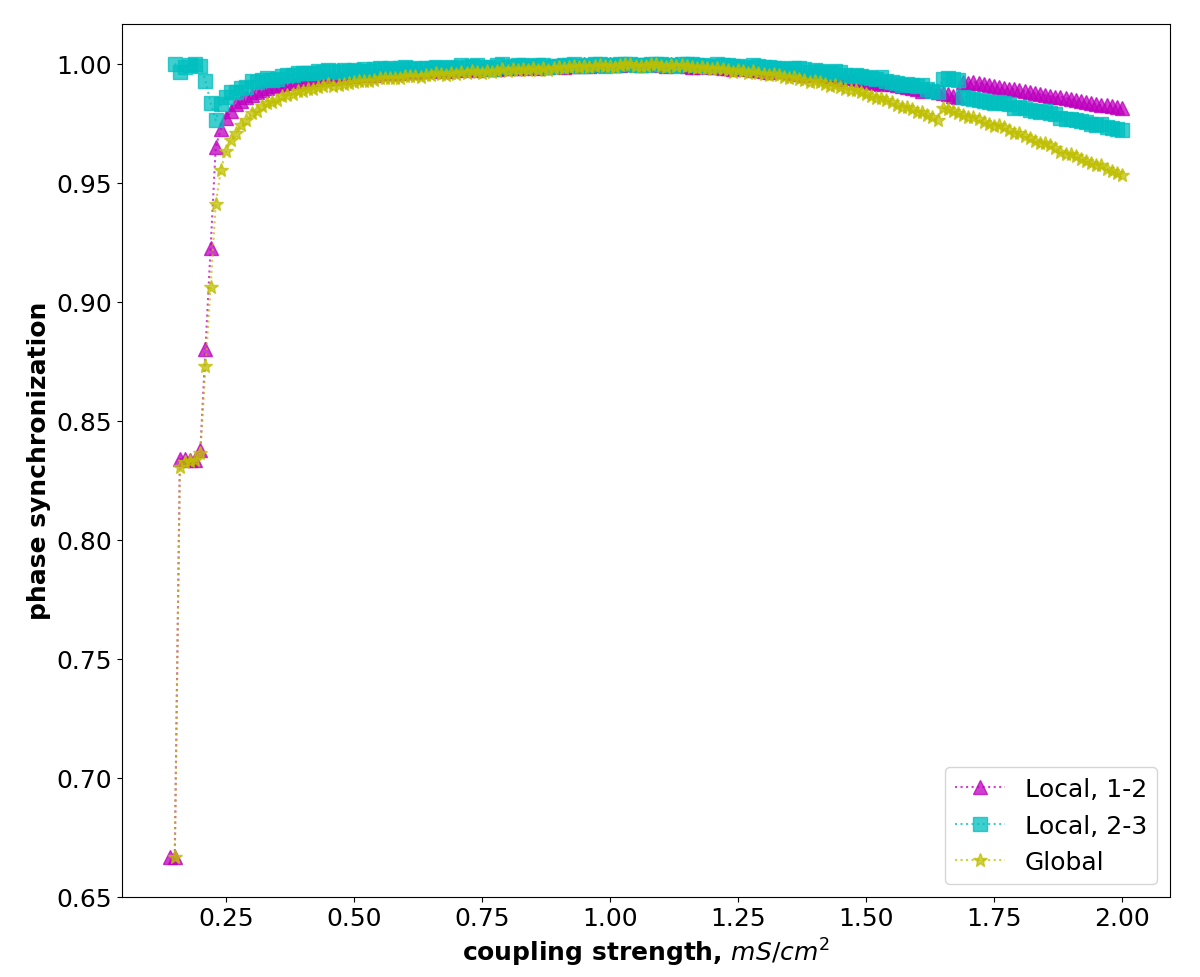 1.00
0.95
0.90
0.85
0.80
0.75
0.70
0.65
phase synchronization
0.25 0.50 0.75 1.00 1.25 1.50 1.75 2.00
coupling strength, mS/cm²
Local, 1-2
Local, 2-3
Global